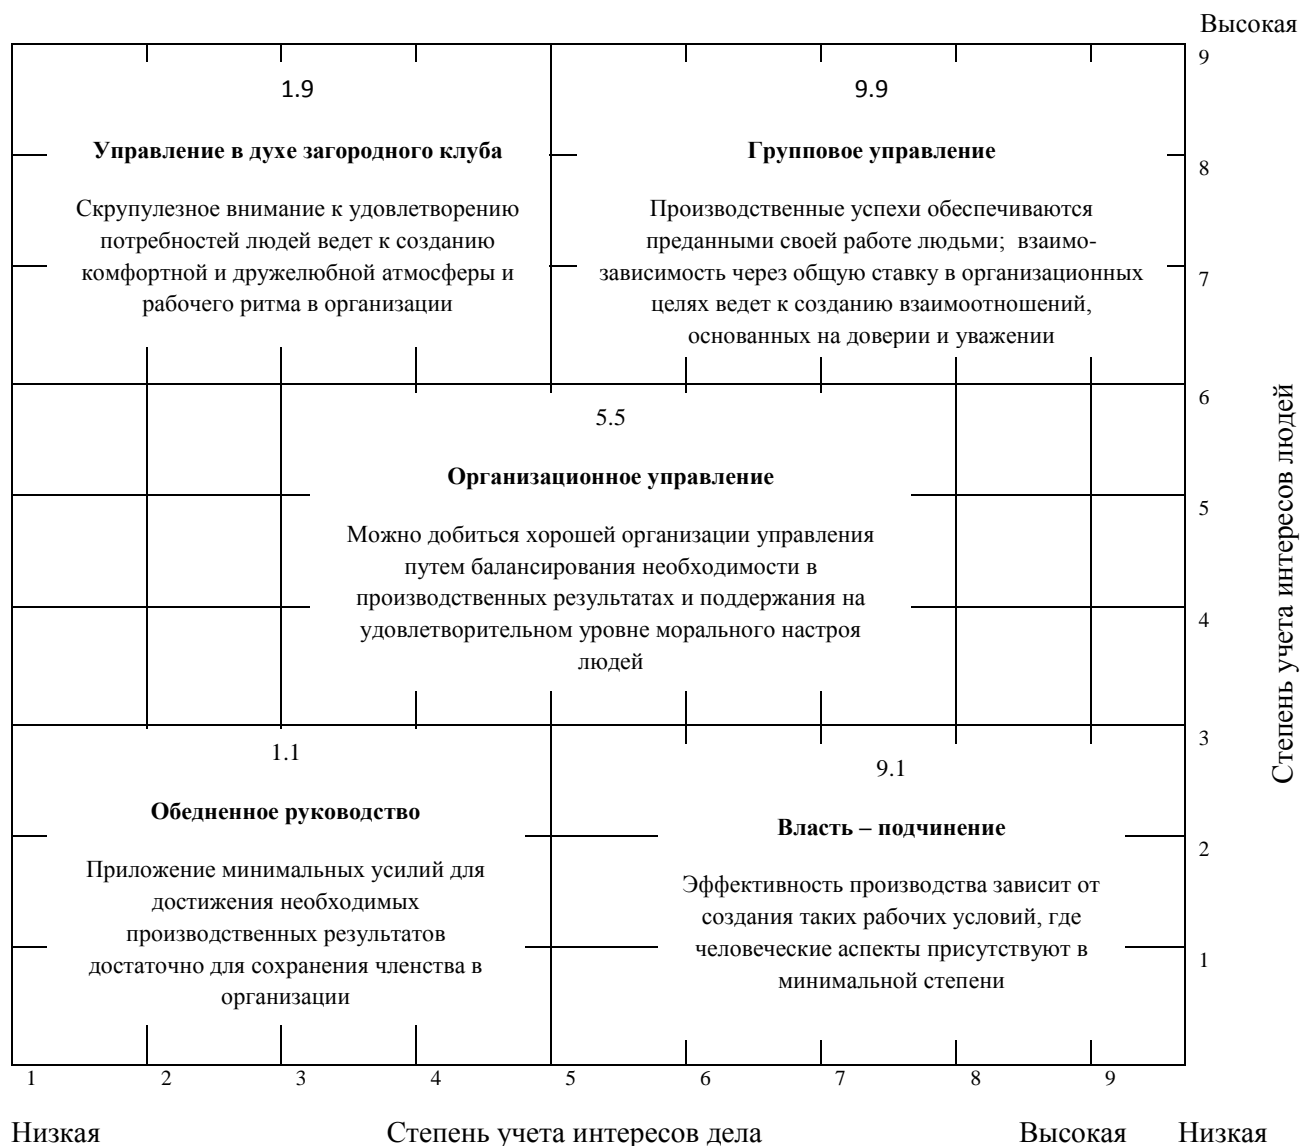 Высокая
9
1.9
9.9
Управление в духе загородного клуба
Групповое управление
8
Скрупулезное внимание к удовлетворению
потребностей людей ведет к созданию
комфортной и дружелюбной атмосферы и
рабочего ритма в организации
Производственные успехи обеспечиваются
преданными своей работе людьми; взаимо-
зависимость через общую ставку в организационных
целях ведет к созданию взаимоотношений,
основанных на доверии и уважении
7
6
5.5
Организационное управление
5
Можно добиться хорошей организации управления
путем балансирования необходимости в
производственных результатах и поддержания на
удовлетворительном уровне морального настроя
людей
4
Степень учета интересов людей
3
1.1
Обедненное руководство
Приложение минимальных усилий для
достижения необходимых
производственных результатов
достаточно для сохранения членства в
организации
9.1
Власть – подчинение
2
Эффективность производства зависит от
создания таких рабочих условий, где
человеческие аспекты присутствуют в
минимальной степени
1
1 2 3 4 5 6 7 8 9
Низкая Степень учета интересов дела Высокая Низкая